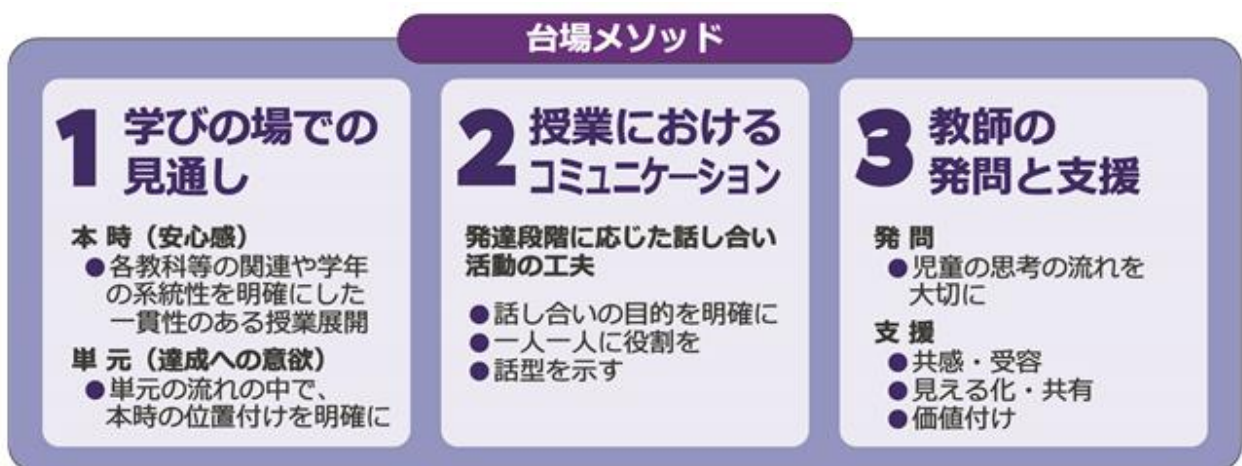 台場メソッド
1 学びの場での
見通し
本 時（安心感）
●各教科等の関連や学年
の系統性を明確にした
一貫性のある授業展開
単 元（達成への意欲）
●単元の流れの中で、
本時の位置付けを明確に
2 授業における
コミュニケーション
発達段階に応じた話し合い
活動の工夫
●話し合いの目的を明確に
●一人一人に役割を
●話型を示す
3 教師の
発問と支援
発 問
●児童の思考の流れを
大切に
支 援
●共感・受容
●見える化・共有
●価値付け